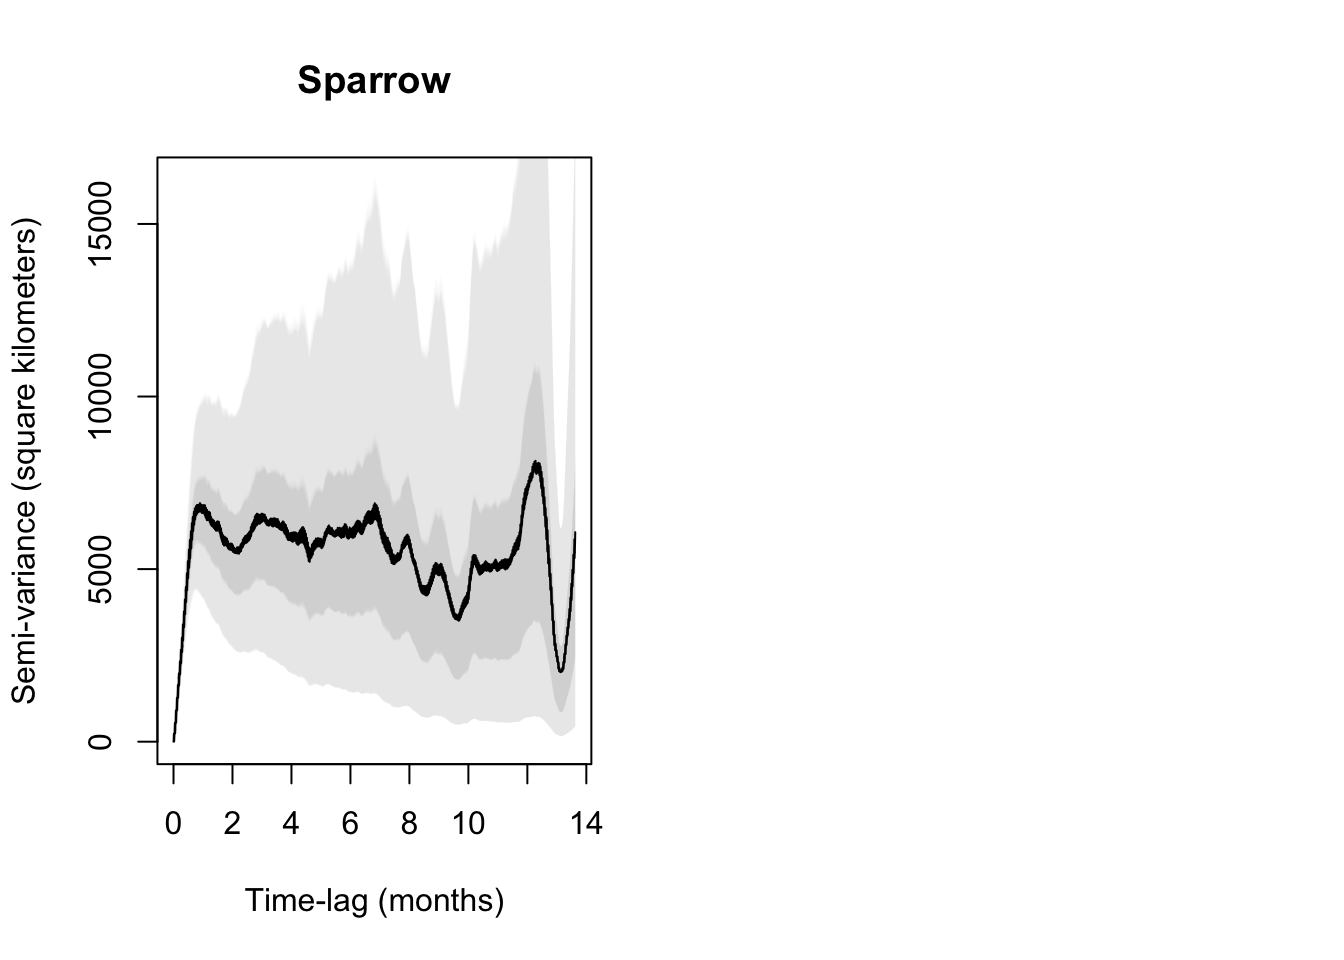 Sparrow
Semi-variance (square kilometers)
15000
10000
5000
0
0 2 4 6 8 10 14
Time-lag (months)